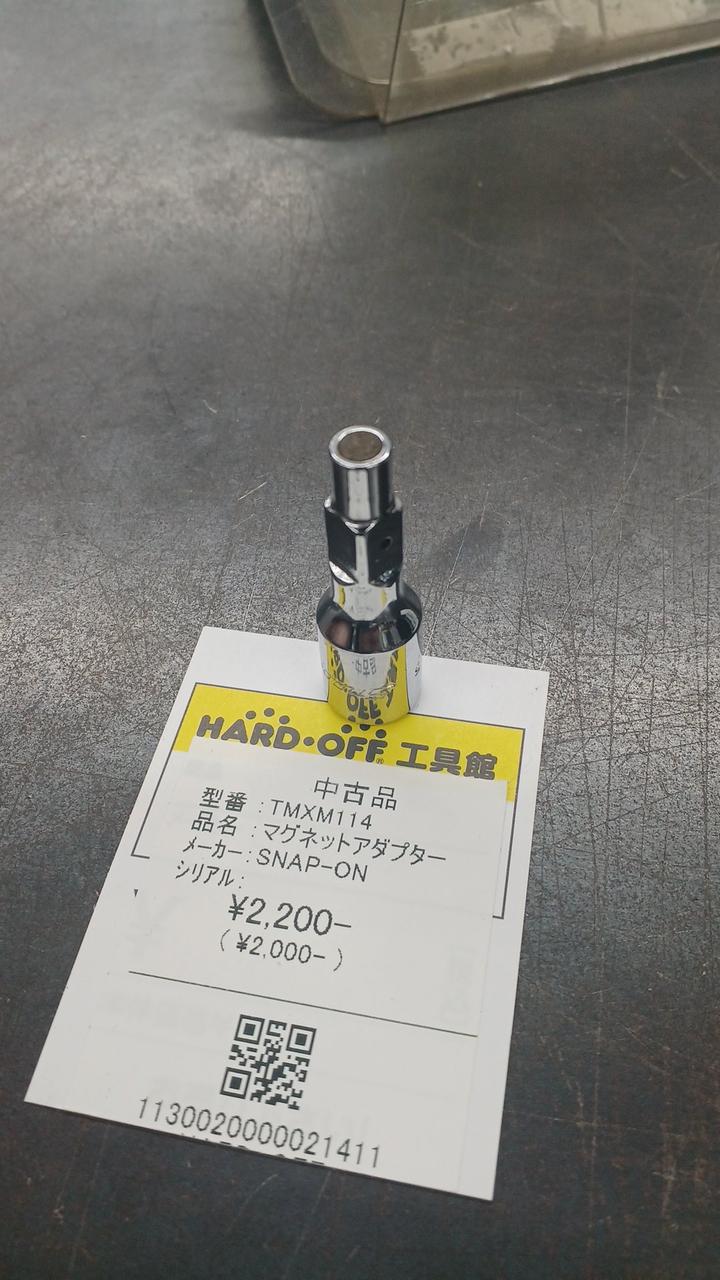 HARD・OFF® 工具館
中古品
型番 :TMXM114
品名 :マグネットアダプター
メーカー:SNAP-ON
シリアル:
¥2,200-
(¥2,000-)
1130020000021411